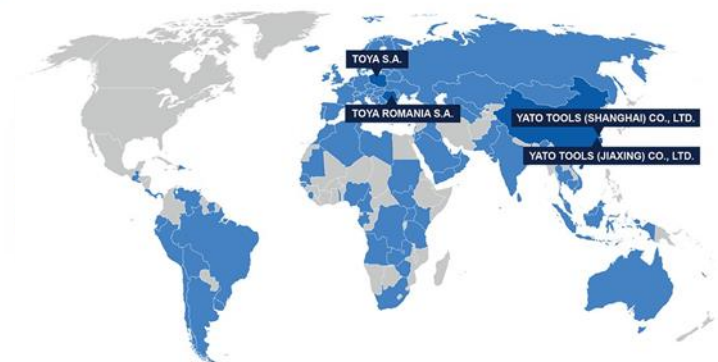 TOYA S.A.
TOYA ROMANIA S.A.
YATO TOOLS (SHANGHAI) CO., LTD.
YATO TOOLS (JIAXING) CO., LTD.